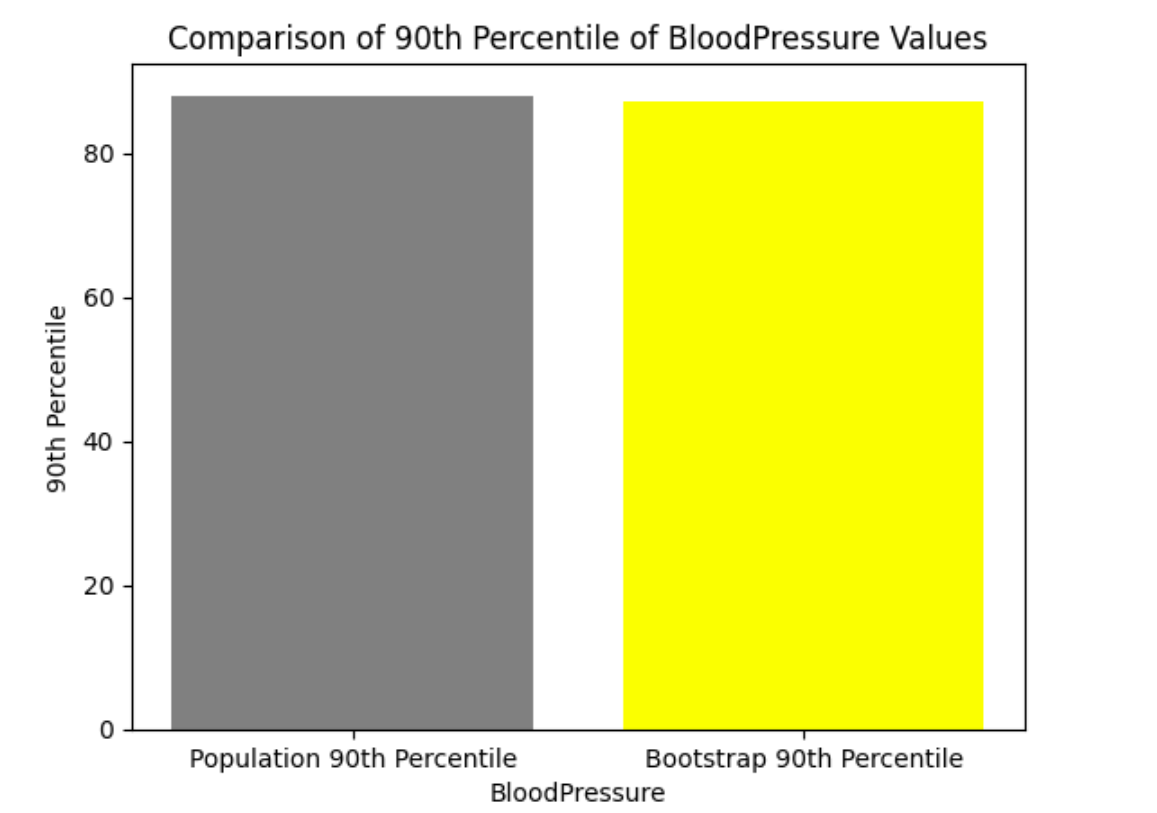 Comparison of 90th Percentile of BloodPressure Values
90th Percentile
80
60
40
20
0
Population 90th Percentile
Bootstrap 90th Percentile
BloodPressure